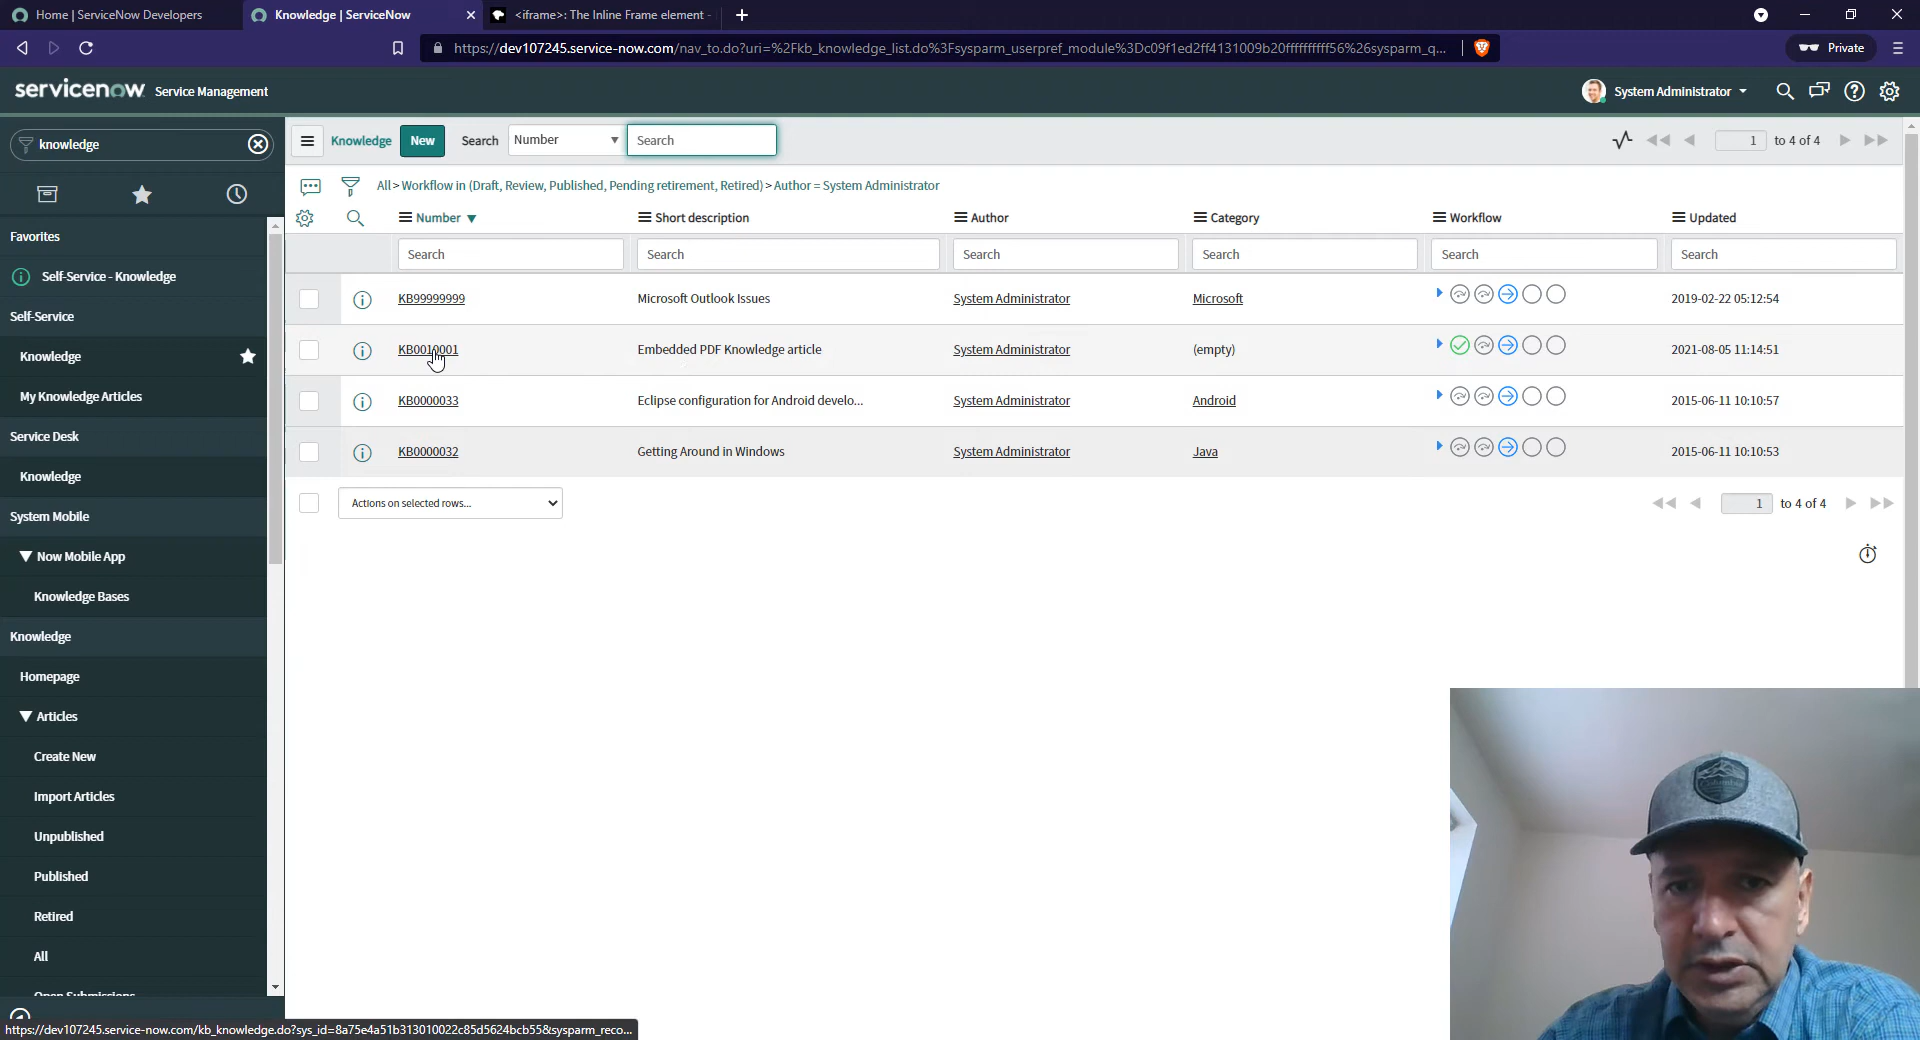 Home | ServiceNow Developers
Knowledge | ServiceNow
<iframe>: The Inline Frame element -
https://dev107245.service-now.com/nav_to.do?uri=%2Fkb_knowledge_list.do%3Fsysparm_userpref_module%3Dc09f1ed2ff4131009b20ffffffffff56%26sysparm_q...
Private
servicenow Service Management
System Administrator
knowledge
Knowledge New Search Number Search
1 to 4 of 4
All > Workflow in (Draft, Review, Published, Pending retirement, Retired) > Author = System Administrator
Number Short description Author Category Workflow Updated
Search Search Search Search Search Search
KB99999999 Microsoft Outlook Issues System Administrator Microsoft 2019-02-22 05:12:54
KB0010001 Embedded PDF Knowledge article System Administrator (empty) 2021-08-05 11:14:51
KB0000033 Eclipse configuration for Android develo... System Administrator Android 2015-06-11 10:10:57
KB0000032 Getting Around in Windows System Administrator Java 2015-06-11 10:10:53
Actions on selected rows...
1 to 4 of 4
Favorites
Self-Service - Knowledge
Self-Service
Knowledge
My Knowledge Articles
Service Desk
Knowledge
System Mobile
Now Mobile App
Knowledge Bases
Knowledge
Homepage
Articles
Create New
Import Articles
Unpublished
Published
Retired
All
Open Submissions
https://dev107245.service-now.com/kb_knowledge.do?sys_id=8a75e4a51b313010022c85d5624bcb55&sysparm_reco...
Columbia